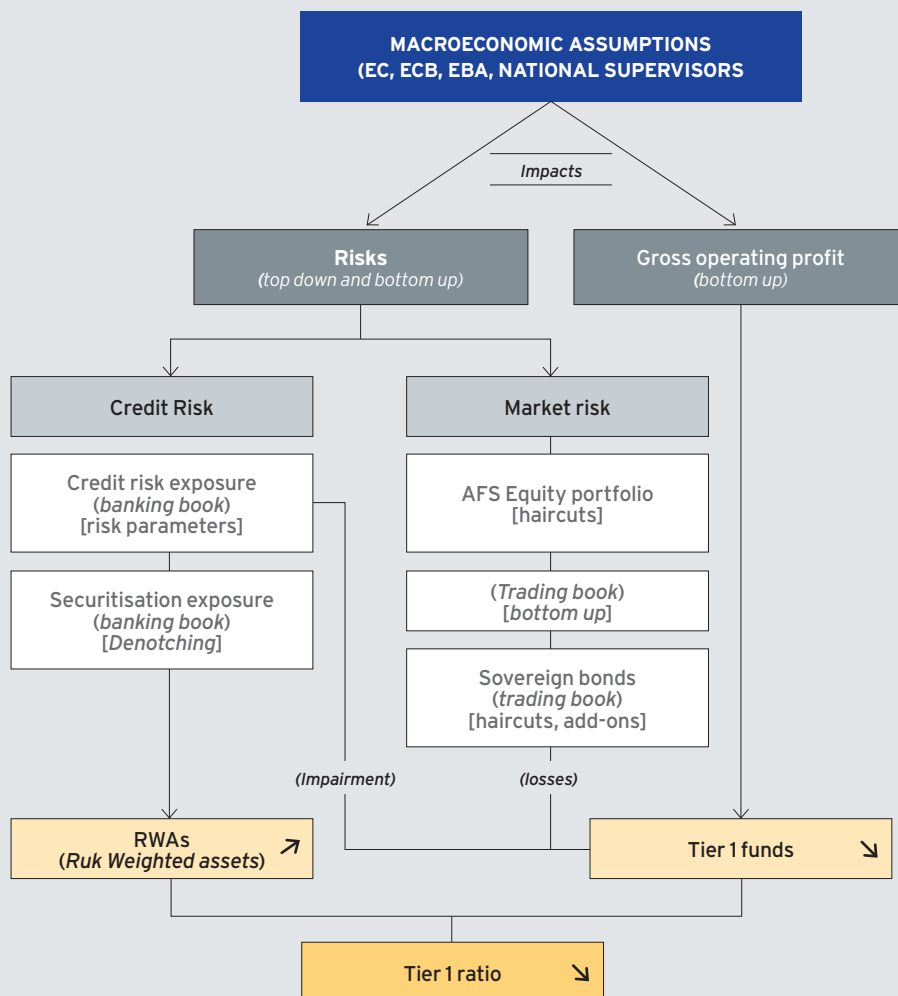 MACROECONOMIC ASSUMPTIONS
(EC, ECB, EBA, NATIONAL SUPERVISORS
Impacts
Risks
(top down and bottom up)
Gross operating profit
(bottom up)
Credit Risk
Market risk
Credit risk exposure
(banking book)
[risk parameters]
AFS Equity portfolio
[haircuts]
Securitisation exposure
(banking book)
[Denotching]
(Trading book)
[bottom up]
Sovereign bonds
(trading book)
[haircuts, add-ons]
(Impairment)
(losses)
RWAs
(Ruk Weighted assets)
Tier 1 funds
Tier 1 ratio